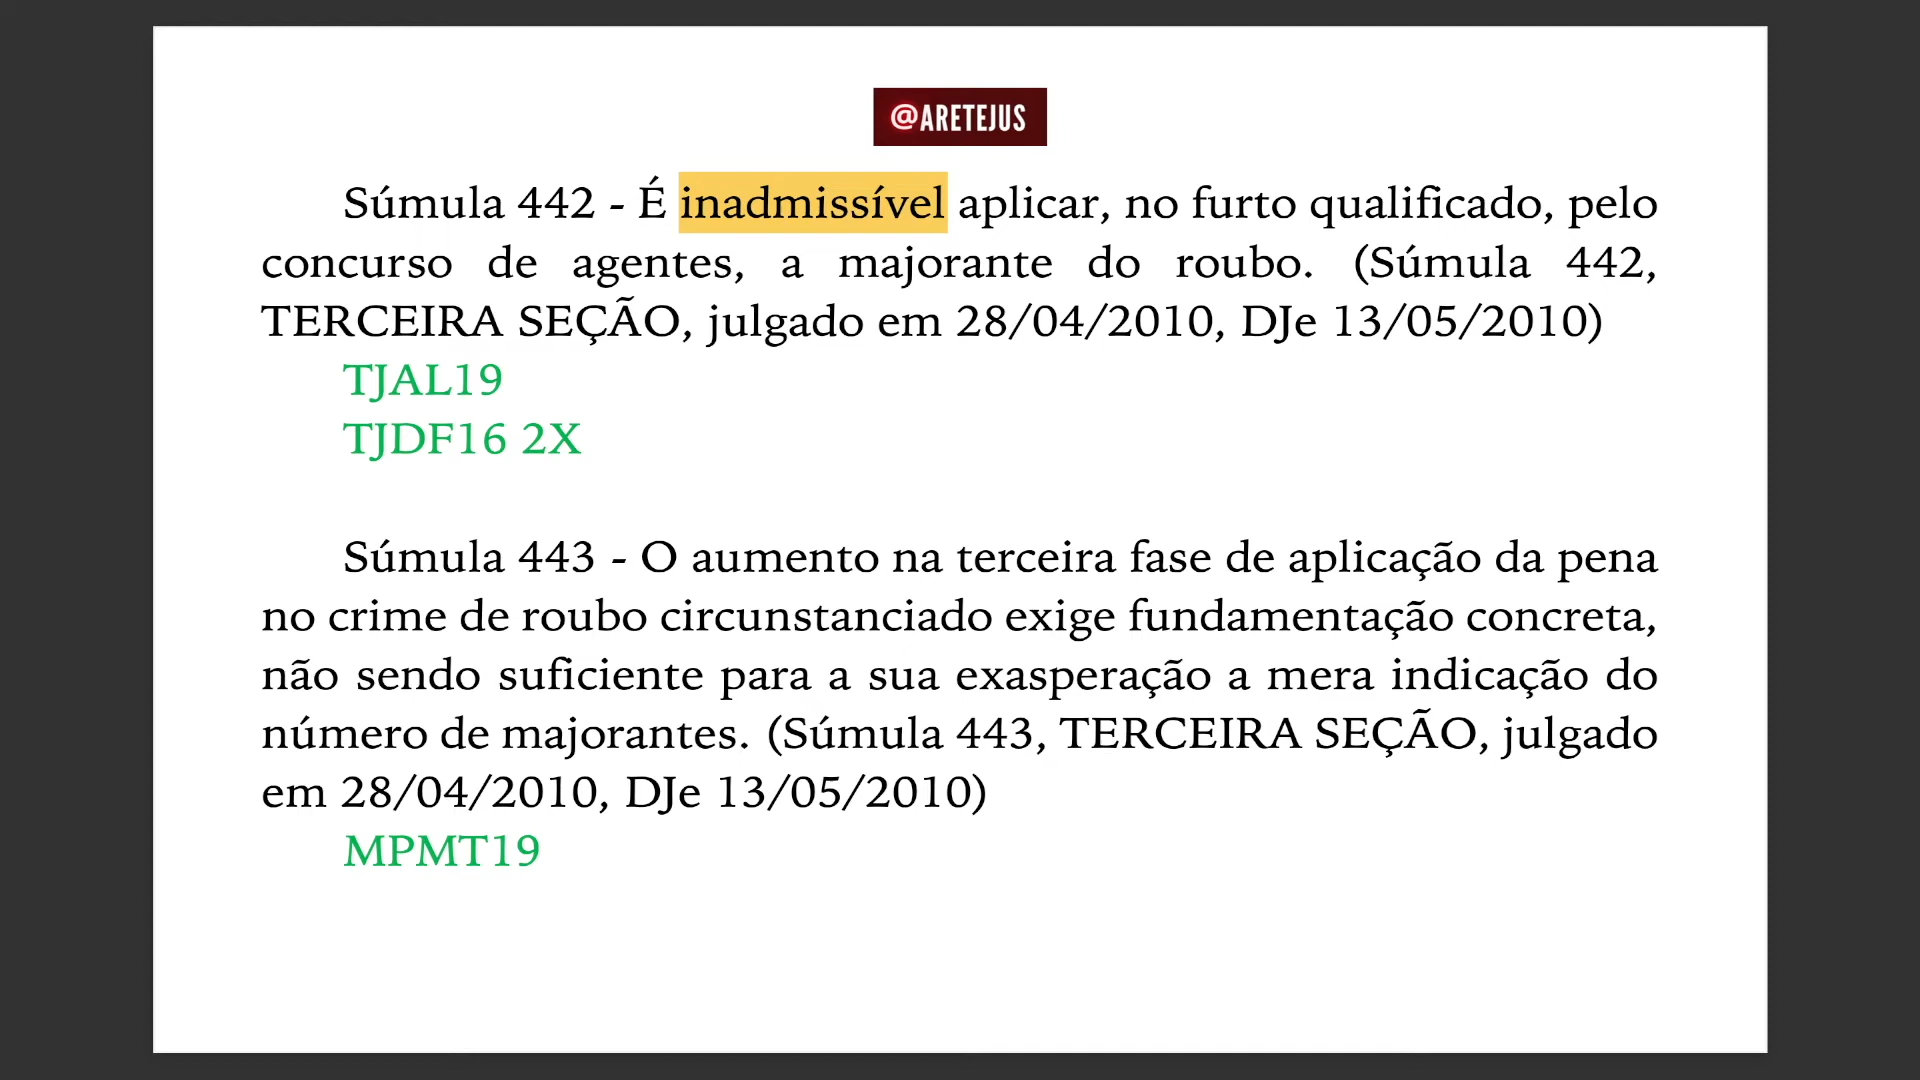 @ARETEJUS
Súmula 442 - É inadmissível aplicar, no furto qualificado, pelo
concurso de agentes, a majorante do roubo. (Súmula 442,
TERCEIRA SEÇÃO, julgado em 28/04/2010, DJe 13/05/2010)
TJAL19
TJDF16 2X
Súmula 443 - O aumento na terceira fase de aplicação da pena
no crime de roubo circunstanciado exige fundamentação concreta,
não sendo suficiente para a sua exasperação a mera indicação do
número de majorantes. (Súmula 443, TERCEIRA SEÇÃO, julgado
em 28/04/2010, DJe 13/05/2010)
MPMT19